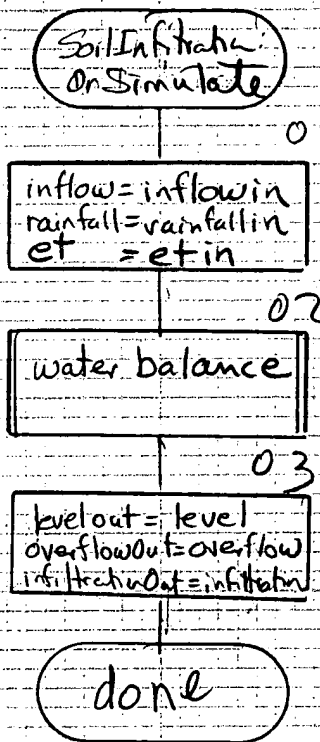 SoilInfiltration:
OnSimulate
0
inflow=inflowin
rainfall=rainfallin
et =etin
02
water balance
03
levelout=level
overflowOut=overflow
infiltrationOut=infiltration
done